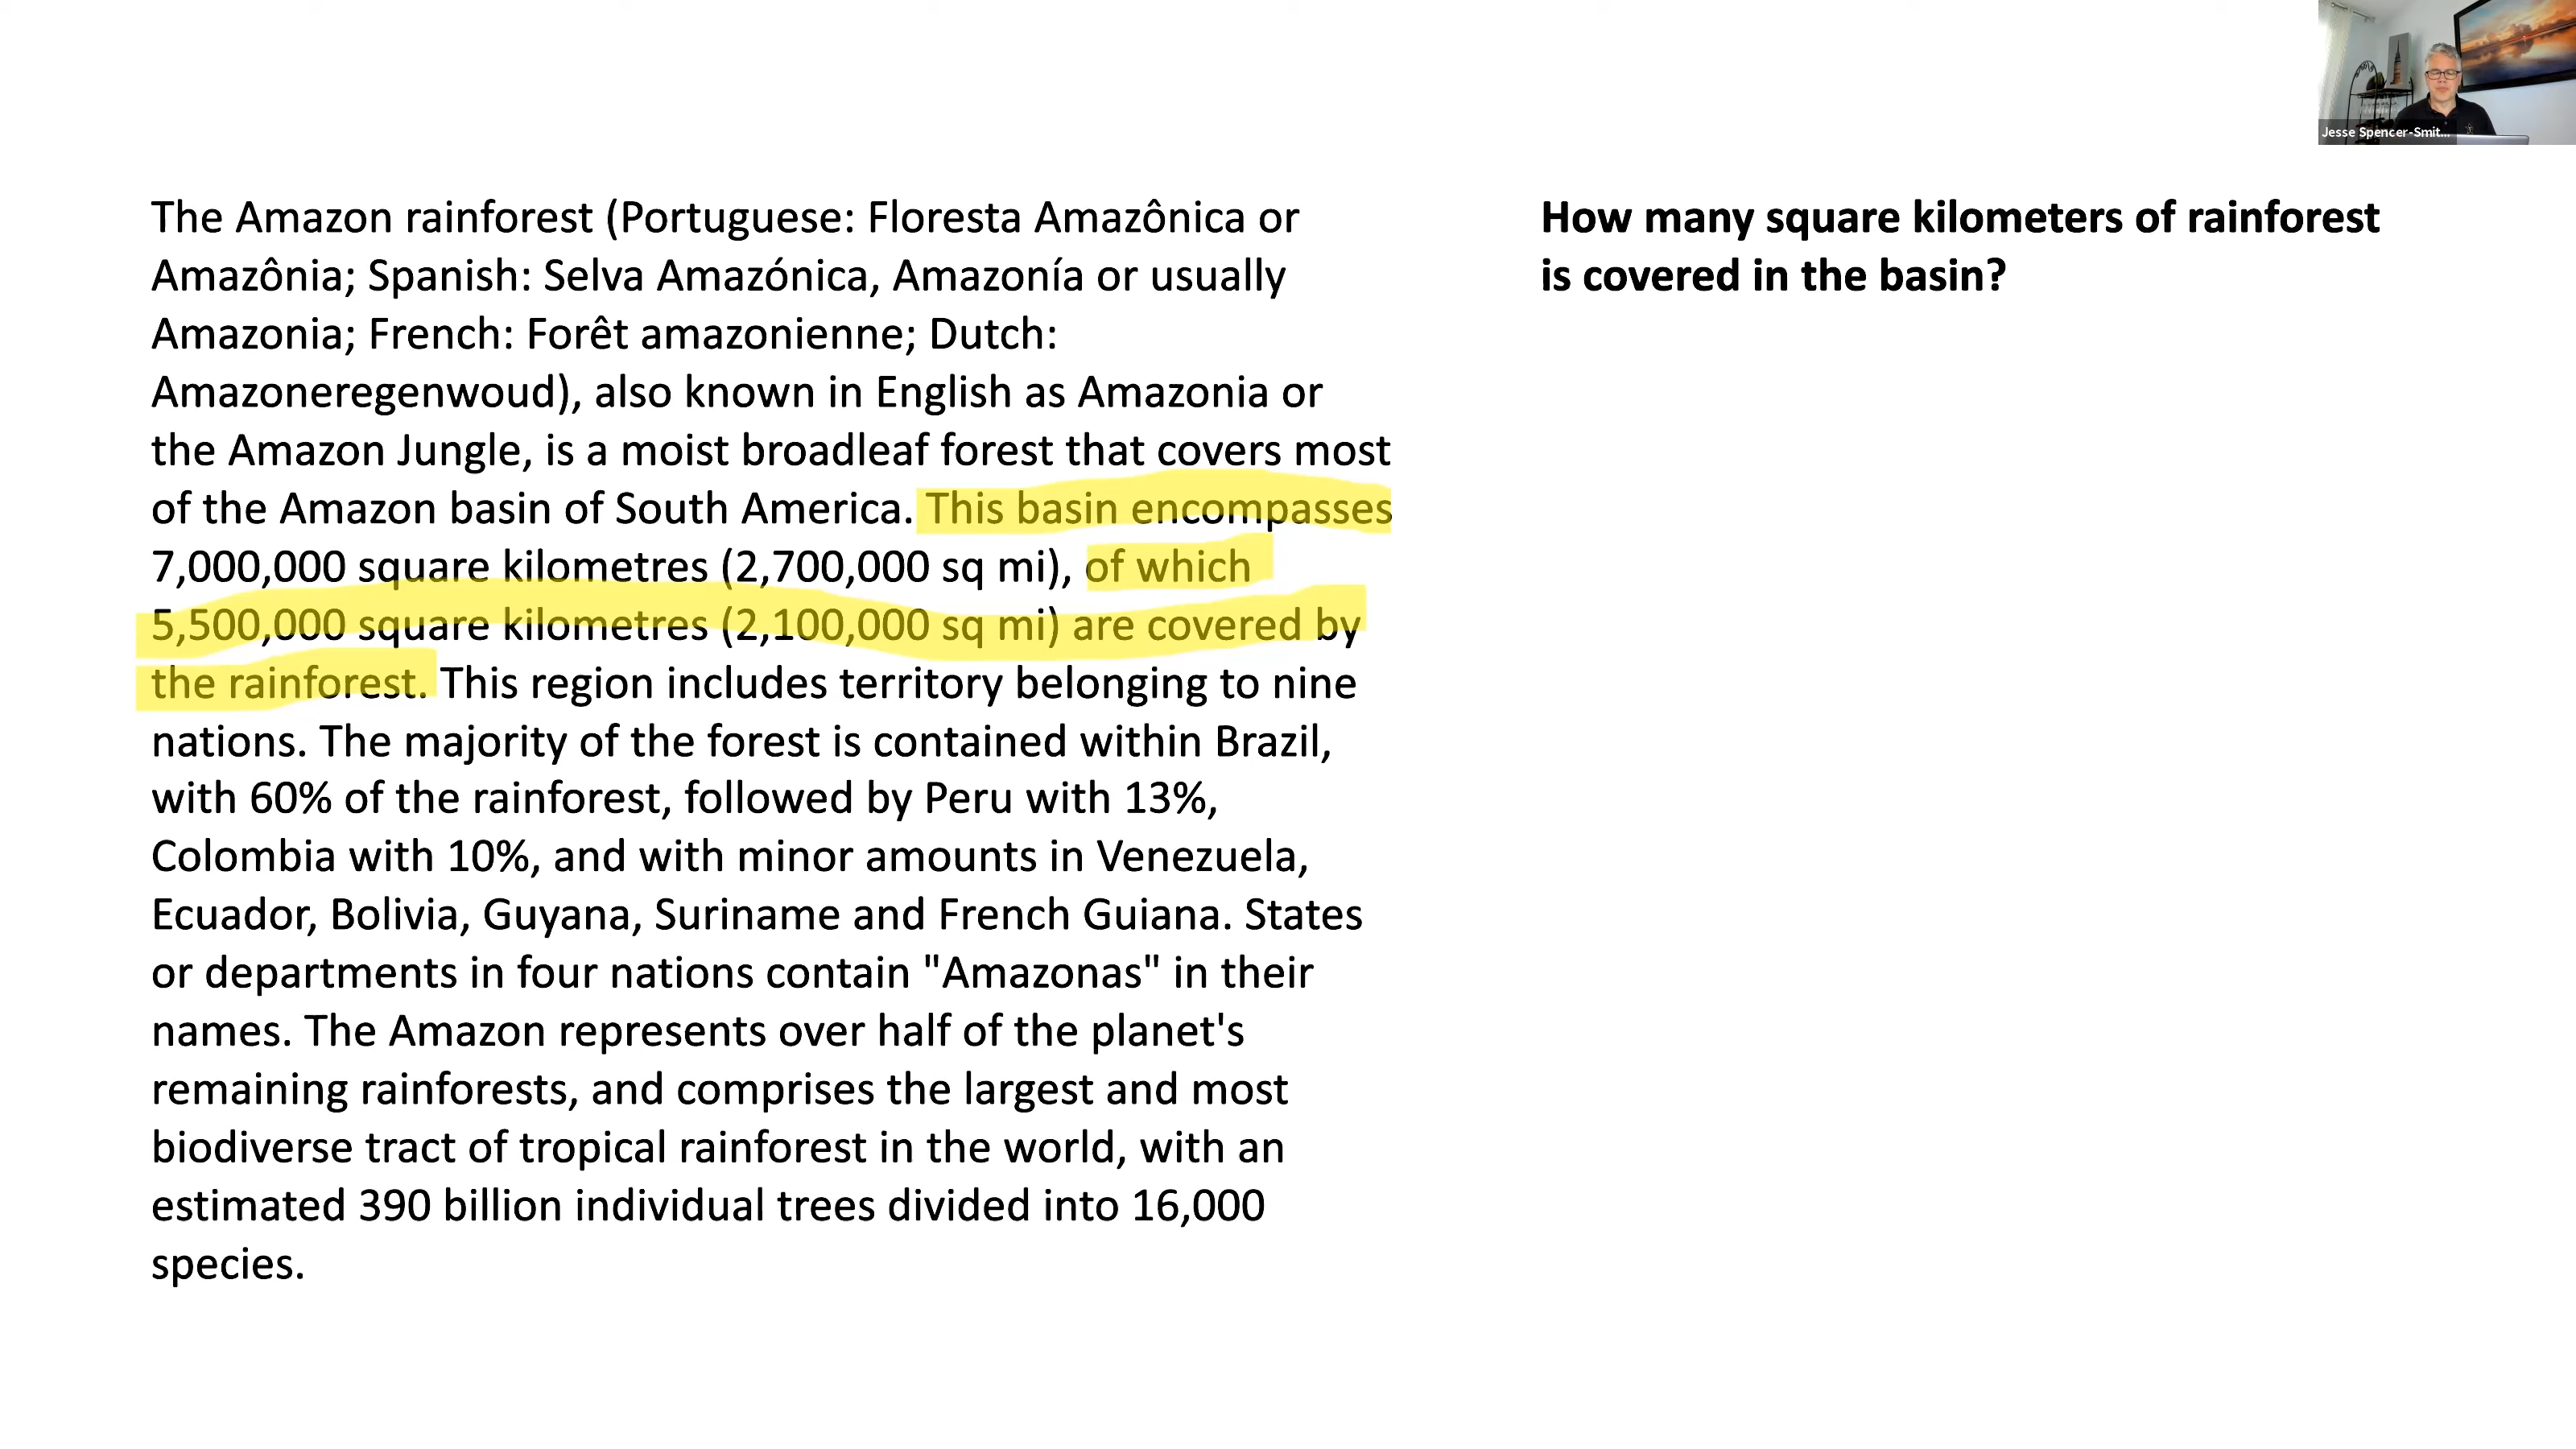 The Amazon rainforest (Portuguese: Floresta Amazônica or
Amazônia; Spanish: Selva Amazónica, Amazonía or usually
Amazonia; French: Forêt amazonienne; Dutch:
Amazoneregenwoud), also known in English as Amazonia or
the Amazon Jungle, is a moist broadleaf forest that covers most
of the Amazon basin of South America. This basin encompasses
7,000,000 square kilometres (2,700,000 sq mi), of which
5,500,000 square kilometres (2,100,000 sq mi) are covered by
the rainforest. This region includes territory belonging to nine
nations. The majority of the forest is contained within Brazil,
with 60% of the rainforest, followed by Peru with 13%,
Colombia with 10%, and with minor amounts in Venezuela,
Ecuador, Bolivia, Guyana, Suriname and French Guiana. States
or departments in four nations contain "Amazonas" in their
names. The Amazon represents over half of the planet's
remaining rainforests, and comprises the largest and most
biodiverse tract of tropical rainforest in the world, with an
estimated 390 billion individual trees divided into 16,000
species.
How many square kilometers of rainforest
is covered in the basin?
Jesse Spencer-Smit...